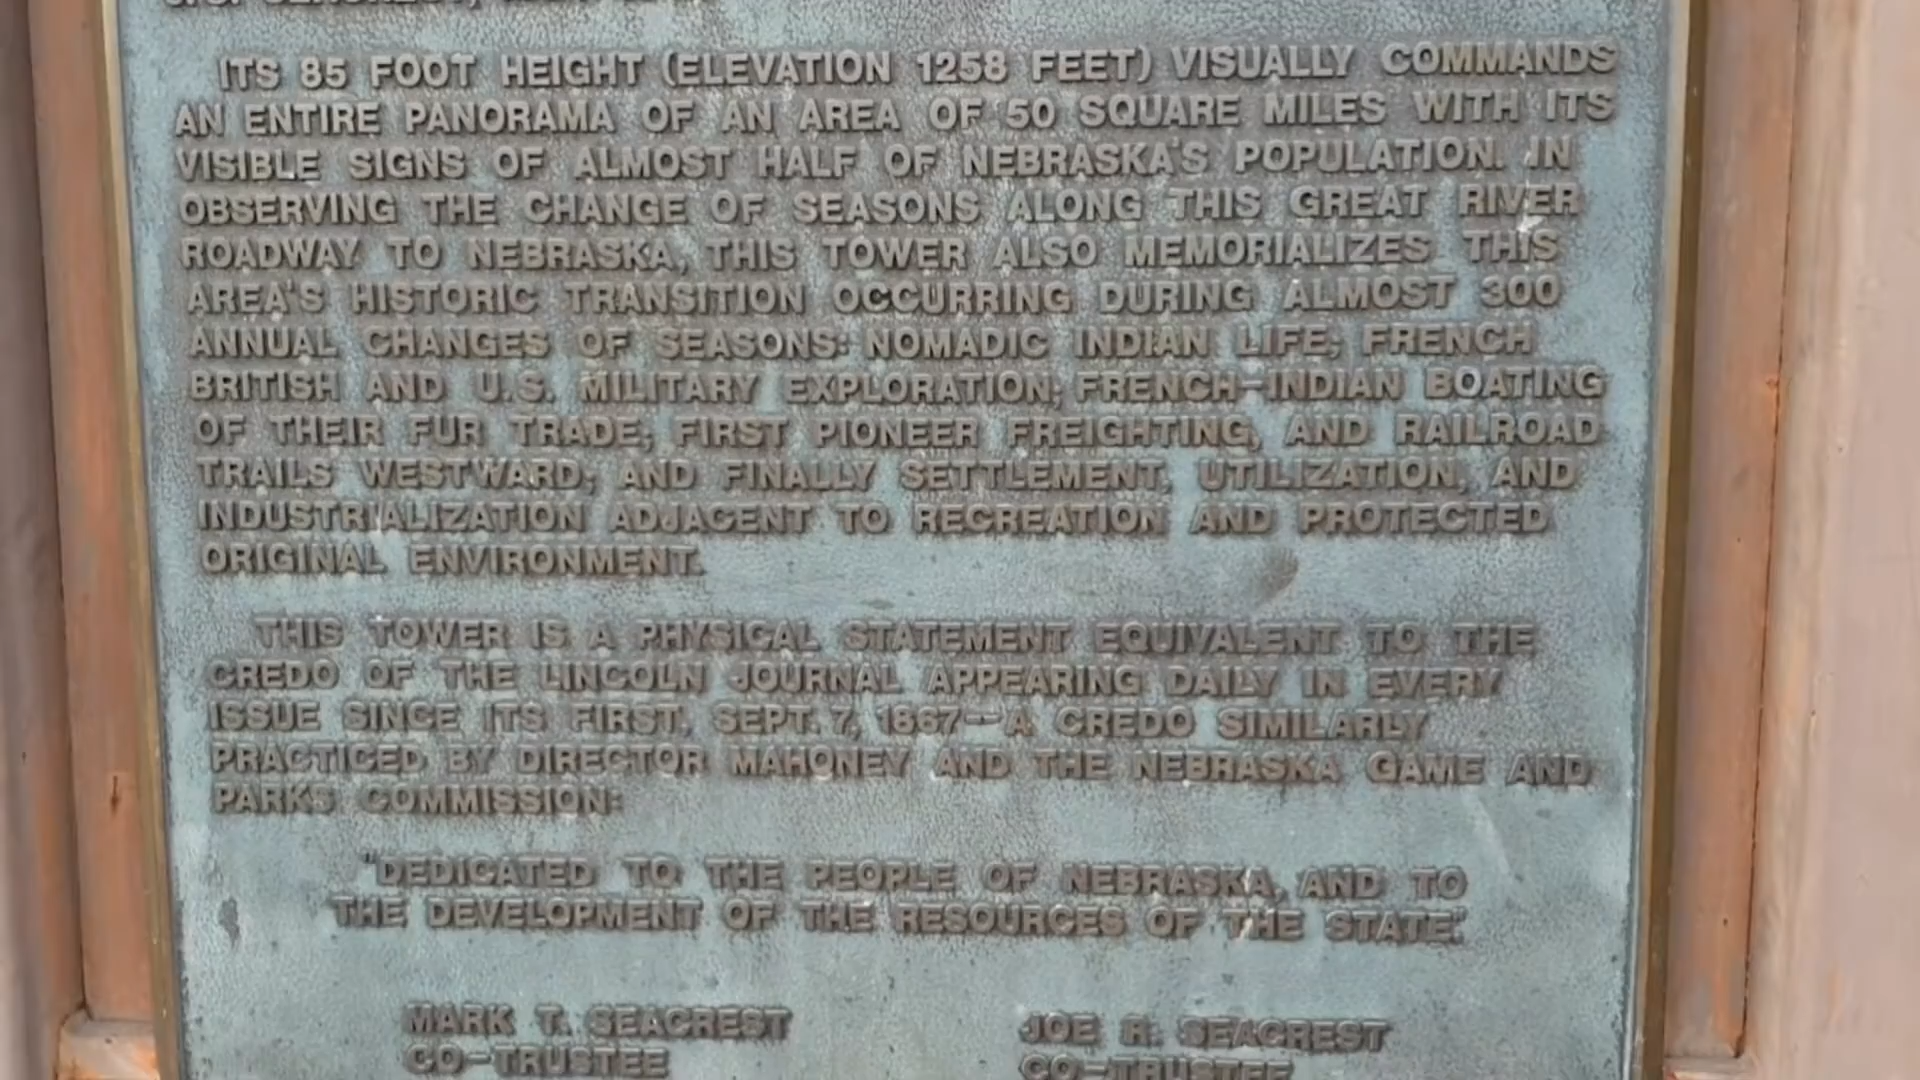 ITS 85 FOOT HEIGHT (ELEVATION 1258 FEET) VISUALLY COMMANDS
AN ENTIRE PANORAMA OF AN AREA OF 50 SQUARE MILES WITH ITS
VISIBLE SIGNS OF ALMOST HALF OF NEBRASKA'S POPULATION. IN
OBSERVING THE CHANGE OF SEASONS ALONG THIS GREAT RIVER
ROADWAY TO NEBRASKA, THIS TOWER ALSO MEMORIALIZES THIS
AREA'S HISTORIC TRANSITION OCCURRING DURING ALMOST 300
ANNUAL CHANGES OF SEASONS: NOMADIC INDIAN LIFE; FRENCH
BRITISH AND U.S. MILITARY EXPLORATION; FRENCH-INDIAN BOATING
OF THEIR FUR TRADE; FIRST PIONEER FREIGHTING, AND RAILROAD
TRAILS WESTWARD; AND FINALLY SETTLEMENT, UTILIZATION, AND
INDUSTRIALIZATION ADJACENT TO RECREATION AND PROTECTED
ORIGINAL ENVIRONMENT.
THIS TOWER IS A PHYSICAL STATEMENT EQUIVALENT TO THE
CREDO OF THE LINCOLN JOURNAL APPEARING DAILY IN EVERY
ISSUE SINCE ITS FIRST, SEPT. 7, 1867-A CREDO SIMILARLY
PRACTICED BY DIRECTOR MAHONEY AND THE NEBRASKA GAME AND
PARKS COMMISSION:
"DEDICATED TO THE PEOPLE OF NEBRASKA, AND TO
THE DEVELOPMENT OF THE RESOURCES OF THE STATE."
MARK T. SEACREST
JOE R. SEACREST
CO-TRUSTEE
CO-TRUSTEE